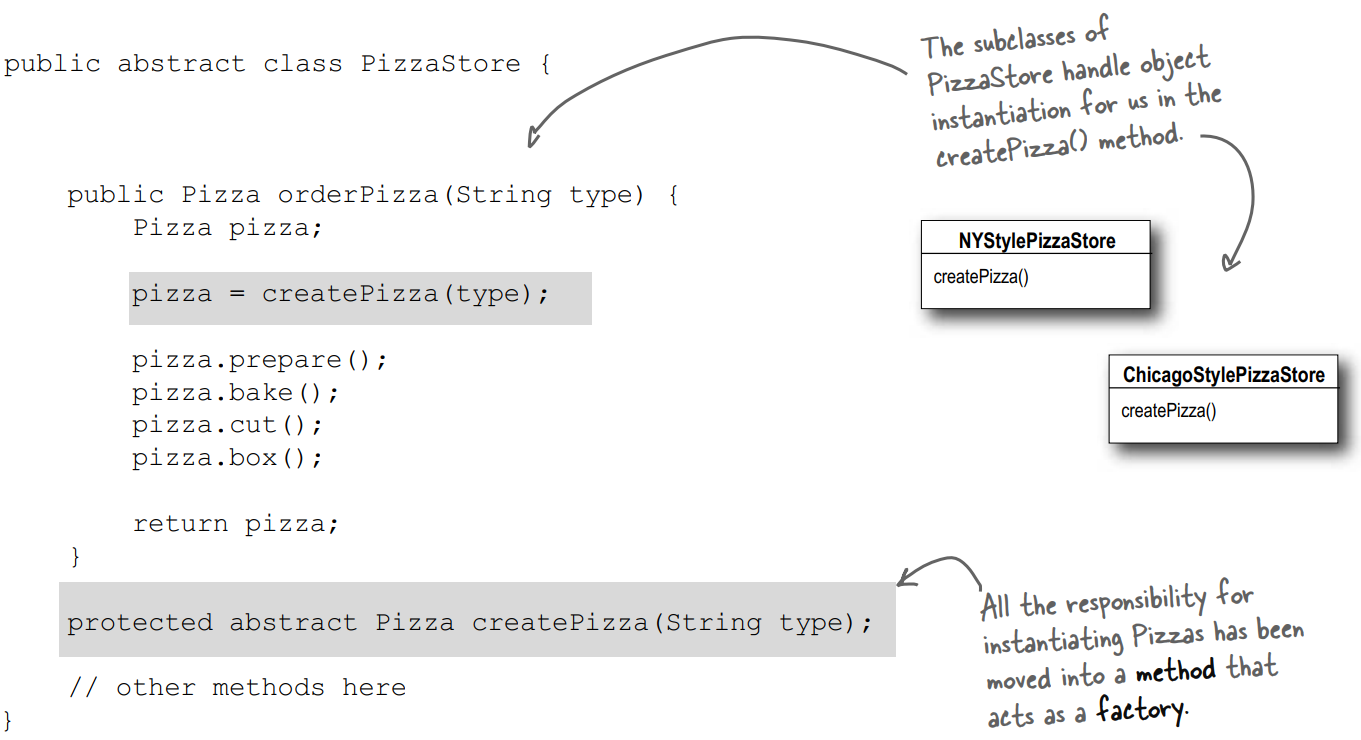 public abstract class PizzaStore {
The subclasses of
PizzaStore handle object
instantiation for us in the
createPizza() method.
public Pizza orderPizza(String type) {
Pizza pizza;
pizza = createPizza(type);
pizza.prepare();
pizza.bake();
pizza.cut();
pizza.box();
return pizza;
}
NYStylePizzaStore
createPizza()
ChicagoStylePizzaStore
createPizza()
protected abstract Pizza createPizza(String type);
All the responsibility for
instantiating Pizzas has been
moved into a method that
acts as a factory.
// other methods here
}